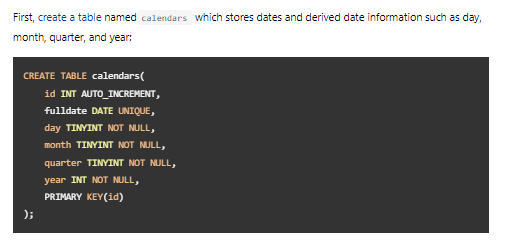 First, create a table named calendars which stores dates and derived date information such as day,
month, quarter, and year:
CREATE TABLE calendars(
    id INT AUTO_INCREMENT,
    fulldate DATE UNIQUE,
    day TINYINT NOT NULL,
    month TINYINT NOT NULL,
    quarter TINYINT NOT NULL,
    year INT NOT NULL,
    PRIMARY KEY(id)
);